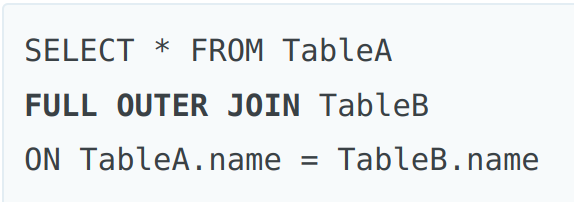 SELECT * FROM TableA
FULL OUTER JOIN TableB
ON TableA.name = TableB.name